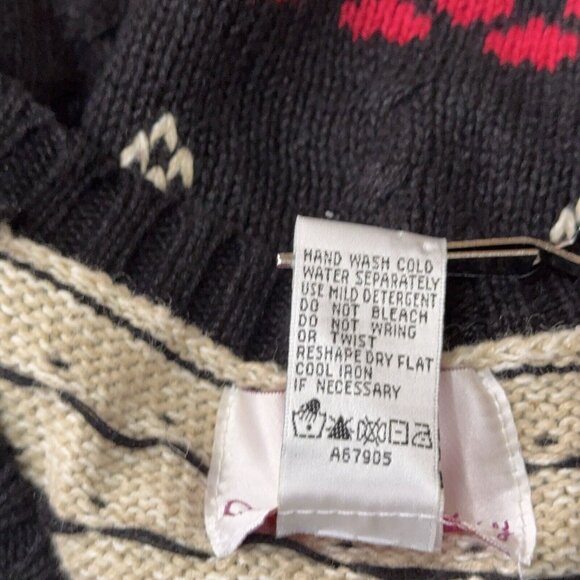 HAND WASH COLD
WATER SEPARATELY
USE MILD DETERGENT
DO NOT BLEACH
DO NOT WRING
OR TWIST
RESHAPE DRY FLAT
COOL IRON
IF NECESSARY
A67905